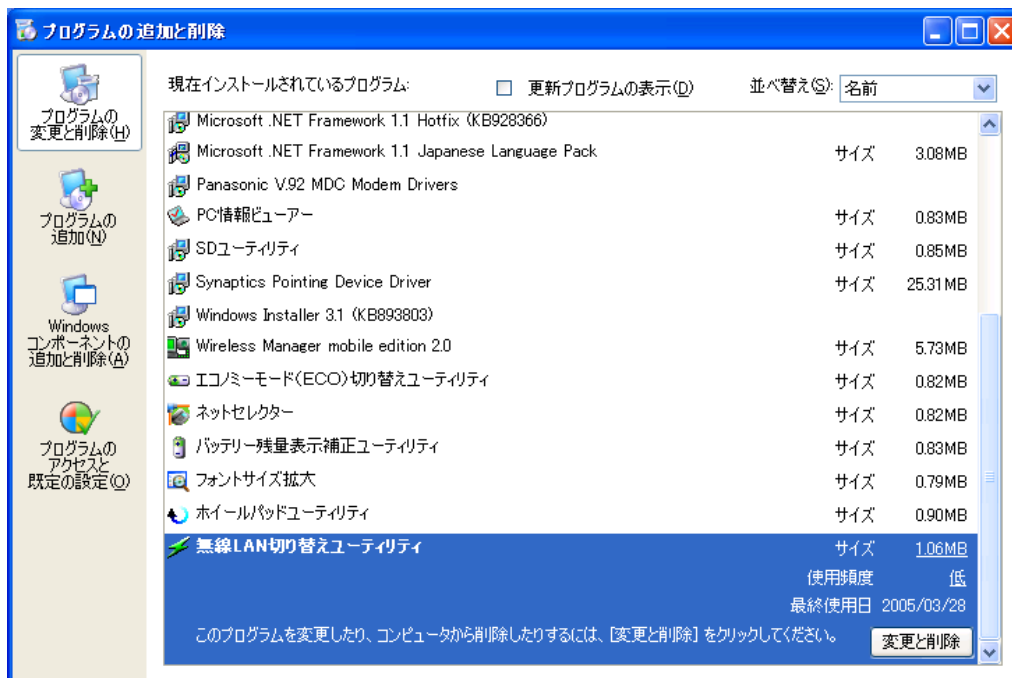 プログラムの追加と削除
プログラムの
変更と削除(H)
プログラムの
追加(N)
Windows
コンポーネントの
追加と削除(A)
プログラムの
アクセスと
既定の設定(O)
現在インストールされているプログラム: 更新プログラムの表示(D) 並べ替え(S): 名前
Microsoft .NET Framework 1.1 Hotfix (KB928366)
Microsoft .NET Framework 1.1 Japanese Language Pack サイズ 3.08MB
Panasonic V.92 MDC Modem Drivers
PC情報ビューアー サイズ 0.83MB
SDユーティリティ サイズ 0.85MB
Synaptics Pointing Device Driver サイズ 25.31MB
Windows Installer 3.1 (KB893803)
Wireless Manager mobile edition 2.0 サイズ 5.73MB
エコノミーモード(ECO)切り替えユーティリティ サイズ 0.82MB
ネットセレクター サイズ 0.82MB
バッテリー残量表示補正ユーティリティ サイズ 0.83MB
フォントサイズ拡大 サイズ 0.79MB
ホイールパッドユーティリティ サイズ 0.90MB
無線LAN切り替えユーティリティ サイズ 1.06MB
使用頻度 低
最終使用日 2005/03/28
このプログラムを変更したり、コンピュータから削除したりするには、[変更と削除] をクリックしてください。 変更と削除